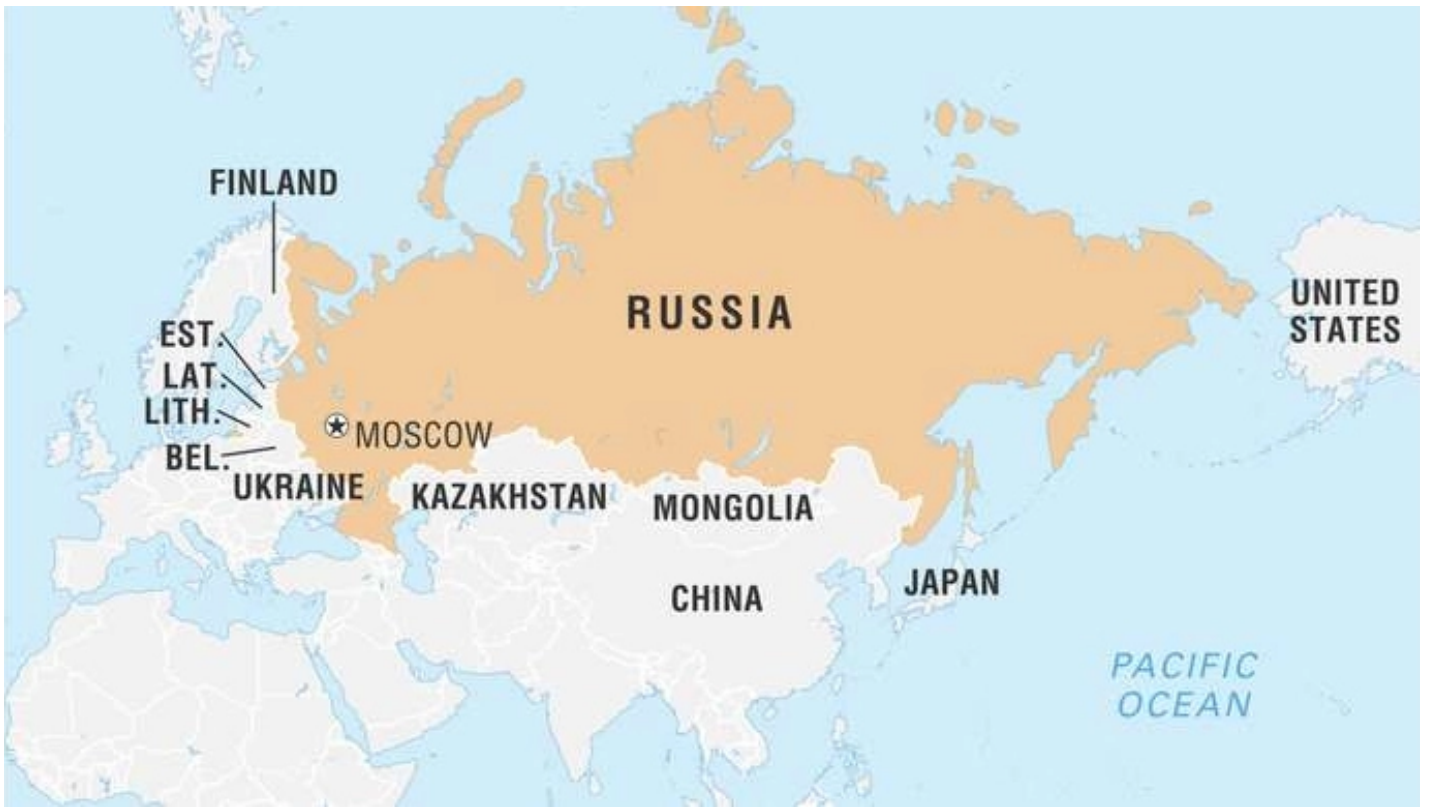 FINLAND
RUSSIA
UNITED
STATES
EST.
LAT.
LITH.
BEL.
MOSCOW
UKRAINE
KAZAKHSTAN
MONGOLIA
CHINA
JAPAN
PACIFIC
OCEAN